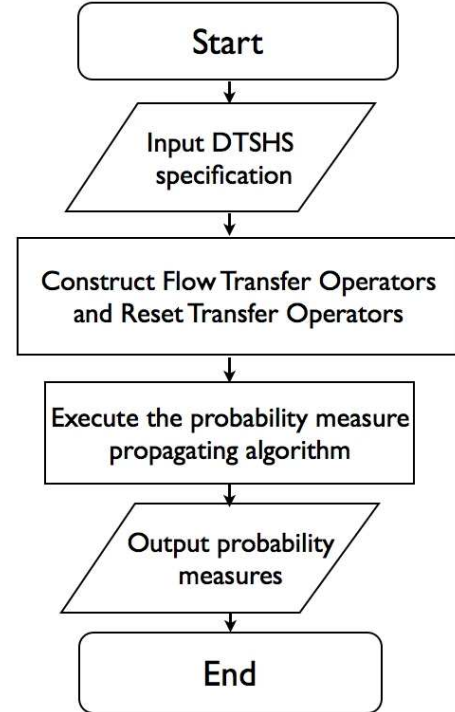 Start
Input DTSHS
specification
Construct Flow Transfer Operators
and Reset Transfer Operators
Execute the probability measure
propagating algorithm
Output probability
measures
End